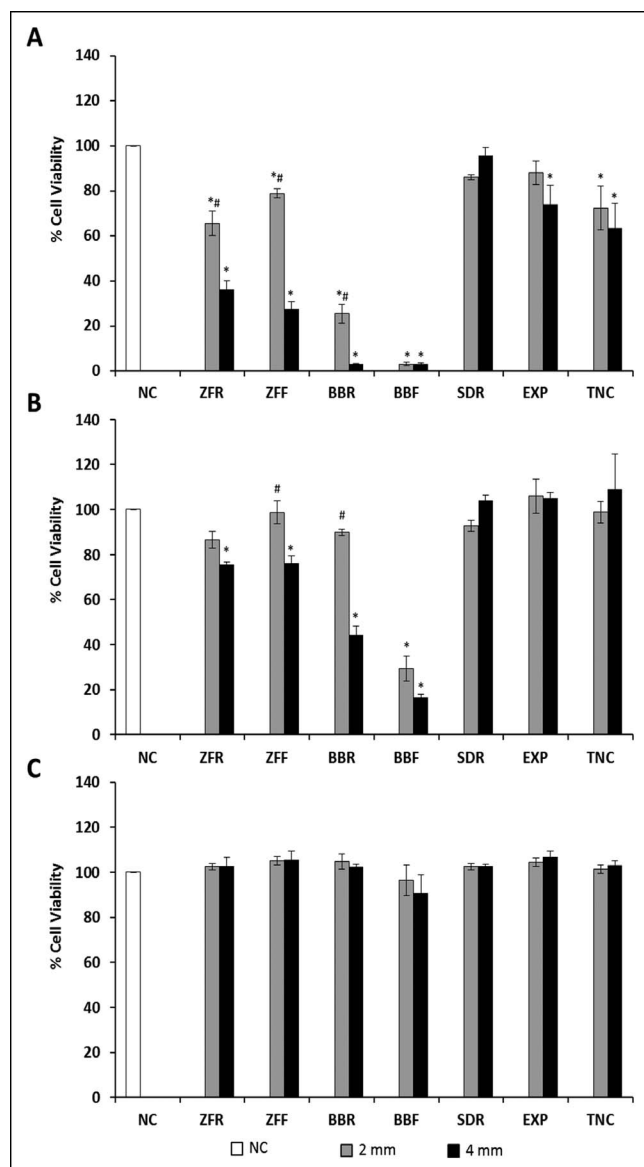 A
% Cell Viability
140
120
100
80
60
40
20
0
*# *# *# * * * * * * * *
NC ZFR ZFF BBR BBF SDR EXP TNC
B
% Cell Viability
140
120
100
80
60
40
20
0
* # * # * * *
NC ZFR ZFF BBR BBF SDR EXP TNC
C
% Cell Viability
140
120
100
80
60
40
20
0
NC ZFR ZFF BBR BBF SDR EXP TNC
NC 2 mm 4 mm